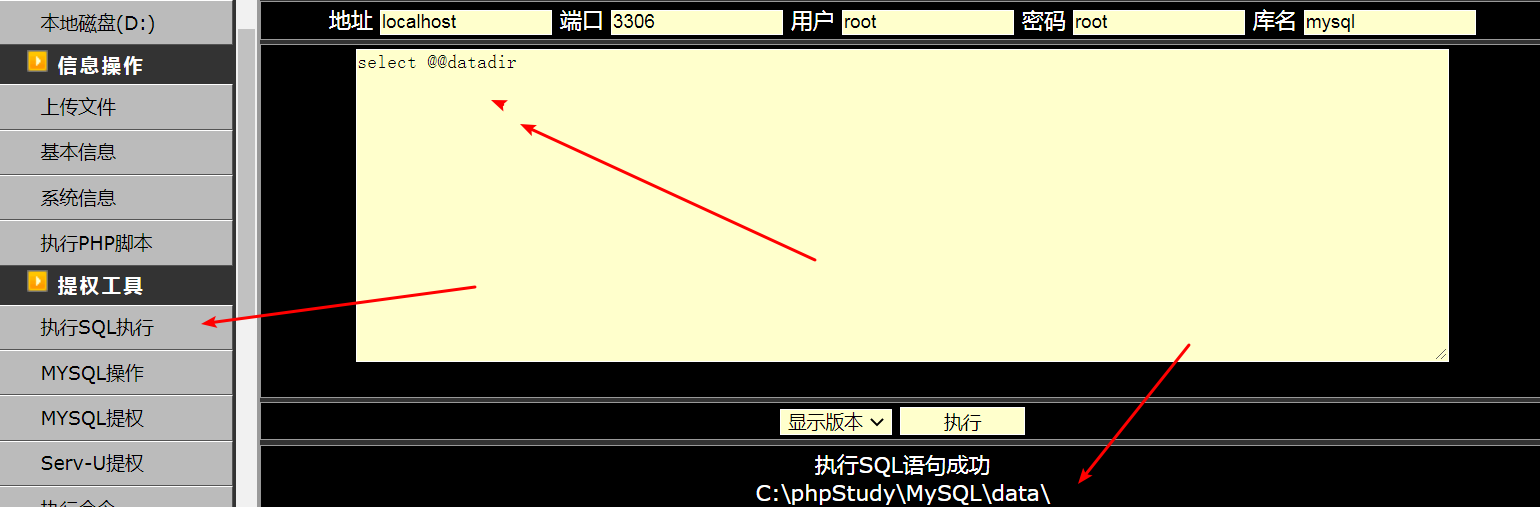 本地磁盘(D:)
信息操作
上传文件
基本信息
系统信息
执行PHP脚本
提权工具
执行SQL执行
MYSQL操作
MYSQL提权
Serv-U提权
执行命令
地址 localhost 端口 3306 用户 root 密码 root 库名 mysql
select @@datadir
显示版本 执行
执行SQL语句成功
C:\phpStudy\MySQL\data\